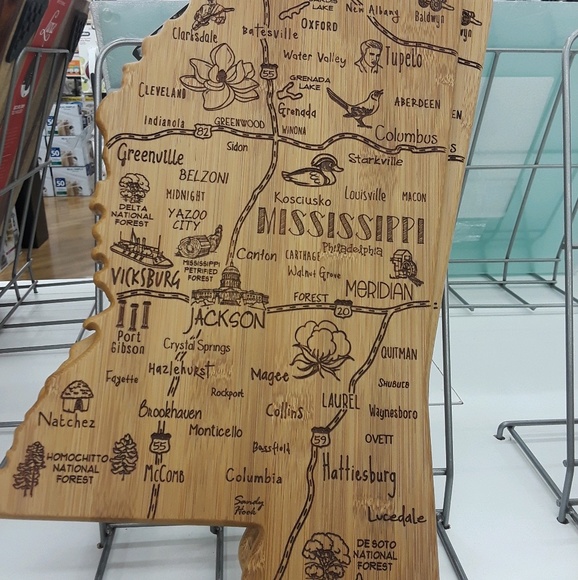 LAKE
New Albany
Baldwyn
OXFORD
Clarksdale
Batesville
Water Valley
Tupelo
55
GRENADA
LAKE
CLEVELAND
Grenada
ABERDEEN
EN,
Indianola
82
GREENWOOD
WINONA
Columbus
S
Sidon
Greenville
Starkville
BELZONI
MIDNIGHT
Kosciusko
Louisville
MACON
DELTA
NATIONAL
FOREST
YAZOO
CITY
MISSISSIPPI
MISSISSIPPI
PETRIFIED
FOREST
Canton
CARTHAGE
Philadelphia
Walnut Grove
VICKSBURG
FOREST
MERIDIAN
20
JACKSON
Port
Gibson
Crystal Springs
QUITMAN
Hazlehurst
Fayette
Magee
SHUBUTA
Rockport
LAUREL
Natchez
Brookhaven
Collins
Waynesboro
Monticello
59
OVETT
55
Bassfield
HOMOCHITTO
NATIONAL
FOREST
McCOMB
Columbia
Hattiesburg
Sandy
Hook
Lucedale
DE SOTO
NATIONAL
FOREST
50
50